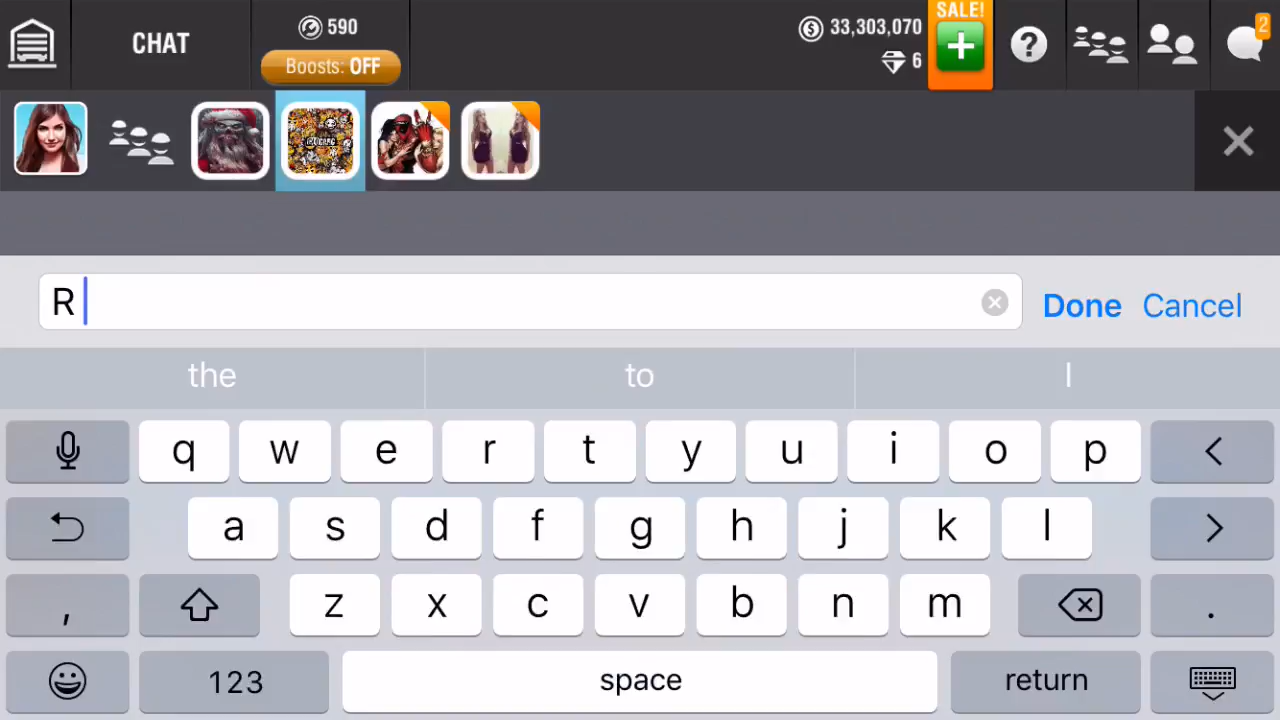 CHAT
590
Boosts: OFF
33,303,070
6
SALE!
+
?
2
R
Done
Cancel
the
to
I
q w e r t y u i o p <
a s d f g h j k l >
, z x c v b n m .
123 space return